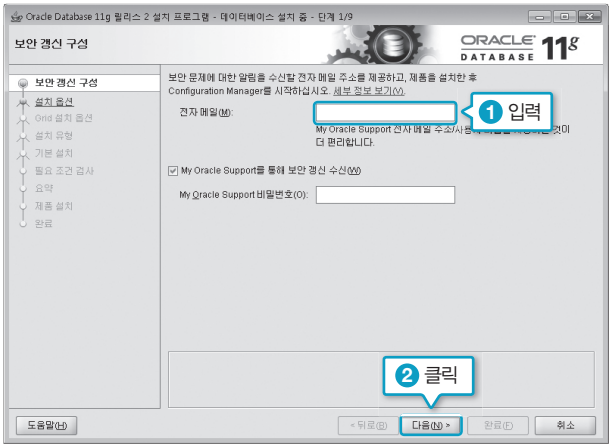 Oracle Database 11g 릴리스 2 설치 프로그램 - 데이터베이스 설치 중 - 단계 1/9
보안 갱신 구성
ORACLE
DATABASE
11g
보안 갱신 구성
설치 옵션
Grid 설치 옵션
설치 유형
기본 설치
필요 조건 검사
요약
제품 설치
완료
보안 문제에 대한 알림을 수신할 전자 메일 주소를 제공하고, 제품을 설치한 후
Configuration Manager를 시작하십시오. 세부 정보 보기(V).
전자 메일(M):
1 입력
My Oracle Support 전자 메일 주소/사용
것이
더 편리합니다.
My Oracle Support를 통해 보안 갱신 수신(W)
My Oracle Support 비밀번호(O):
2 클릭
도움말(H)
< 뒤로(B)
다음(N) >
완료(F)
취소